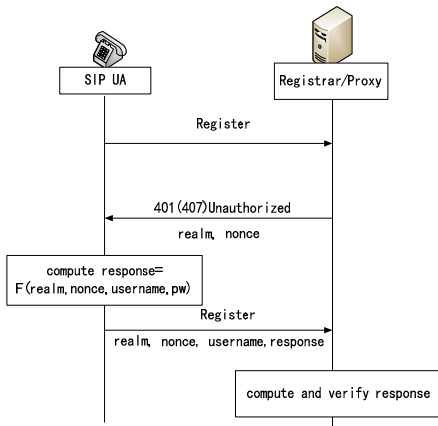 SIP UA
Registrar/Proxy
Register
401(407)Unauthorized
realm, nonce
compute response=
F(realm,nonce,username,pw)
Register
realm, nonce, username,response
compute and verify response